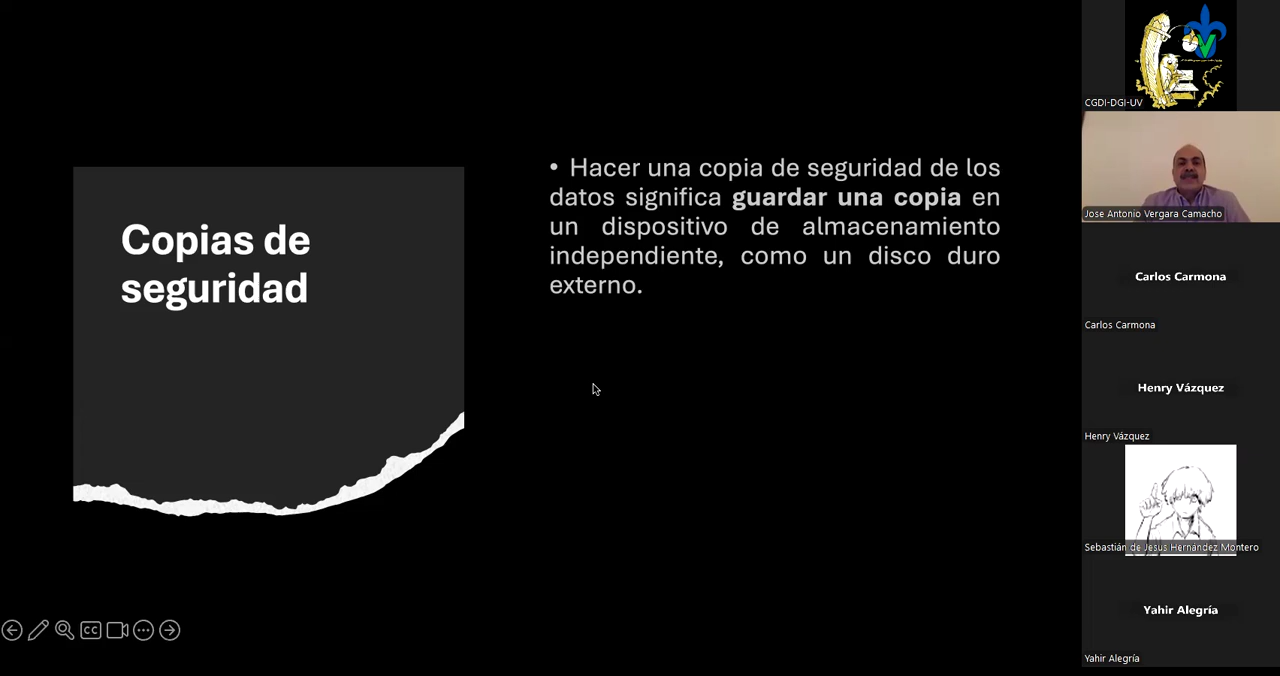 Copias de
seguridad
• Hacer una copia de seguridad de los
datos significa guardar una copia en
un dispositivo de almacenamiento
independiente, como un disco duro
externo.
CC
CGDI-DGI-UV
Jose Antonio Vergara Camacho
Carlos Carmona
Carlos Carmona
Henry Vázquez
Henry Vázquez
Sebastián de Jesus Hernández Montero
Yahir Alegría
Yahir Alegría